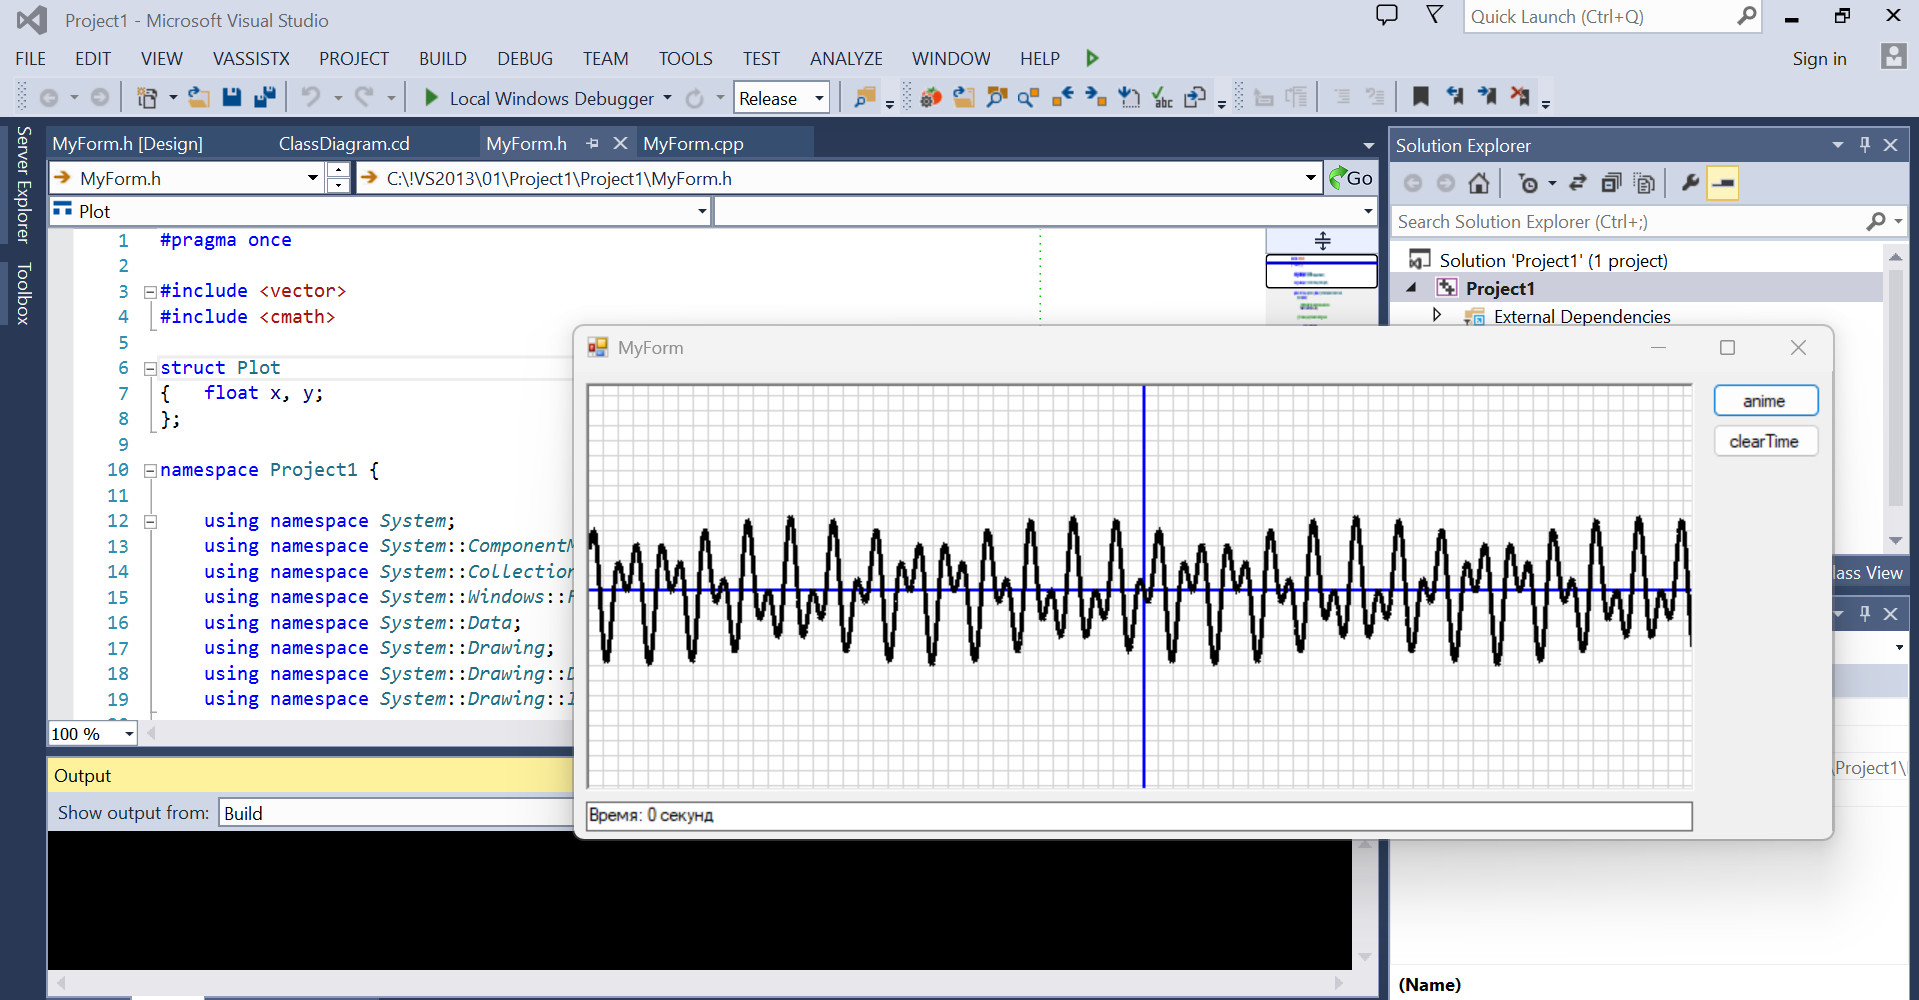 Project1 - Microsoft Visual Studio
Quick Launch (Ctrl+Q)
FILE EDIT VIEW VASSISTX PROJECT BUILD DEBUG TEAM TOOLS TEST ANALYZE WINDOW HELP
Sign in
Local Windows Debugger
Release
abc
Server Explorer
Toolbox
MyForm.h [Design] ClassDiagram.cd MyForm.h MyForm.cpp
MyForm.h
C:\!VS2013\01\Project1\Project1\MyForm.h
Go
Plot
1 #pragma once
2
3 #include <vector>
4 #include <cmath>
5
6 struct Plot
7 { float x, y;
8 };
9
10 namespace Project1 {
11
12 using namespace System;
13 using namespace System::Component
14 using namespace System::Collection
15 using namespace System::Windows::
16 using namespace System::Data;
17 using namespace System::Drawing;
18 using namespace System::Drawing::
19 using namespace System::Drawing::
100 %
Output
Show output from: Build
Solution Explorer
Search Solution Explorer (Ctrl+;)
Solution 'Project1' (1 project)
Project1
External Dependencies
MyForm
anime
clearTime
Время: 0 секунд
lass View
\Project1\
(Name)